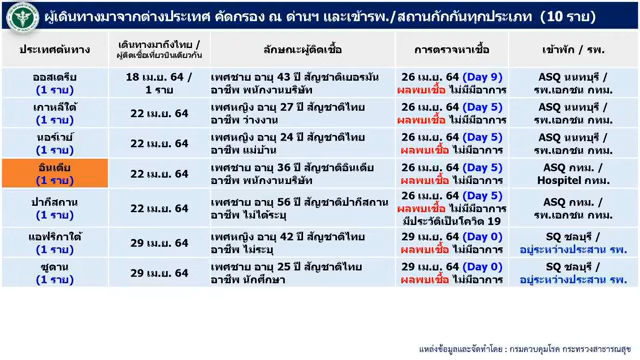 ผู้เดินทางมาจากต่างประเทศ คัดกรอง ณ ด่านฯ และเข้ารพ./สถานกักกันทุกประเภท (10 ราย)
ประเทศต้นทาง
เดินทางมาถึงไทย /
ผู้ติดเชื้อเที่ยวบินเดียวกัน
ลักษณะผู้ติดเชื้อ
การตรวจหาเชื้อ
เข้าพัก / รพ.
ออสเตรีย
(1 ราย)
18 เม.ย. 64 /
1 ราย
เพศชาย อายุ 43 ปี สัญชาติเยอรมัน
อาชีพ พนักงานบริษัท
26 เม.ย. 64 (Day 9)
ผลพบเชื้อ ไม่มีมีอาการ
ASQ นนทบุรี /
รพ.เอกชน กทม.
เกาหลีใต้
(1 ราย)
22 เม.ย. 64
เพศหญิง อายุ 27 ปี สัญชาติไทย
อาชีพ ว่างงาน
26 เม.ย. 64 (Day 5)
ผลพบเชื้อ ไม่มีมีอาการ
ASQ นนทบุรี /
รพ.เอกชน กทม.
นอร์เวย์
(1 ราย)
22 เม.ย. 64
เพศหญิง อายุ 24 ปี สัญชาติไทย
อาชีพ แม่บ้าน
26 เม.ย. 64 (Day 5)
ผลพบเชื้อ ไม่มีอาการ
ASQ นนทบุรี /
รพ.เอกชน กทม.
อินเดีย
(1 ราย)
22 เม.ย. 64
เพศชาย อายุ 36 ปี สัญชาติอินเดีย
อาชีพ พนักงานบริษัท
26 เม.ย. 64 (Day 5)
ผลพบเชื้อ ไม่มีอาการ
ASQ กทม. /
Hospitel กทม.
ปากีสถาน
(1 ราย)
22 เม.ย. 64
เพศชาย อายุ 56 ปี สัญชาติปากีสถาน
อาชีพ ไม่ได้ระบุ
26 เม.ย. 64 (Day 5)
ผลพบเชื้อ ไม่มีมีอาการ
มีประวัติเป็นโควิด 19
ASQ กทม. /
รพ.เอกชน กทม.
แอฟริกาใต้
(1 ราย)
29 เม.ย. 64
เพศหญิง อายุ 42 ปี สัญชาติไทย
อาชีพ ไม่ระบุ
29 เม.ย. 64 (Day 0)
ผลพบเชื้อ ไม่มีอาการ
SQ ชลบุรี /
อยู่ระหว่างประสาน รพ.
ซูดาน
(1 ราย)
29 เม.ย. 64
เพศชาย อายุ 25 ปี สัญชาติไทย
อาชีพ นักศึกษา
29 เม.ย. 64 (Day 0)
ผลพบเชื้อ ไม่มีอาการ
SQ ชลบุรี /
อยู่ระหว่างประสาน รพ.
แหล่งข้อมูลและจัดทำโดย : กรมควบคุมโรค กระทรวงสาธารณสุข